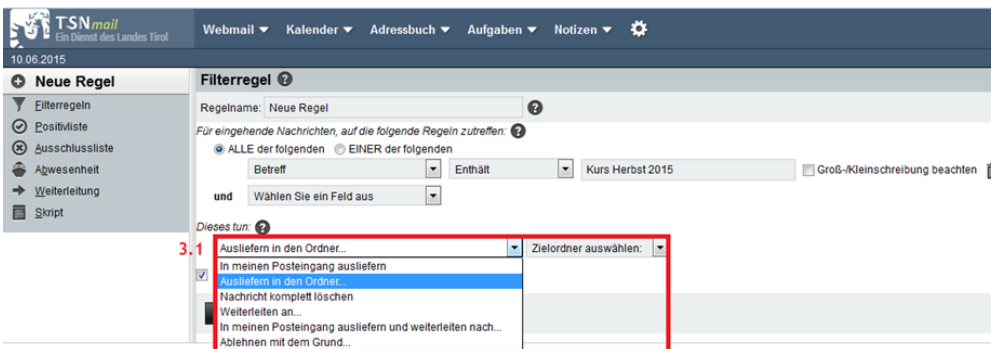 TSNmail
Ein Dienst des Landes Tirol
Webmail Kalender Adressbuch Aufgaben Notizen
10.06.2015
Neue Regel
Filterregeln
Positivliste
Ausschlussliste
Abwesenheit
Weiterleitung
Skript
Filterregel ?
Regelname: Neue Regel ?
Für eingehende Nachrichten, auf die folgende Regeln zutreffen: ?
ALLE der folgenden EINER der folgenden
Betreff Enthält Kurs Herbst 2015 Groß-/Kleinschreibung beachten
und Wählen Sie ein Feld aus
Dieses tun: ?
3.1 Ausliefern in den Ordner... Zielordner auswählen:
In meinen Posteingang ausliefern
Ausliefern in den Ordner...
Nachricht komplett löschen
Weiterleiten an...
In meinen Posteingang ausliefern und weiterleiten nach...
Ablehnen mit dem Grund...